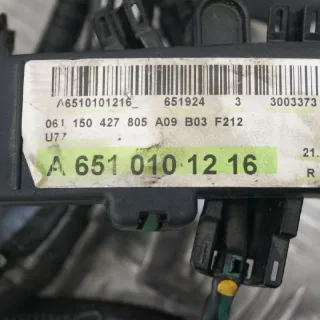 A6510101216_ 651924 3 3003373
061 150 427 805 A09 B03 F212
U77 21.
A 651 010 12 16 R